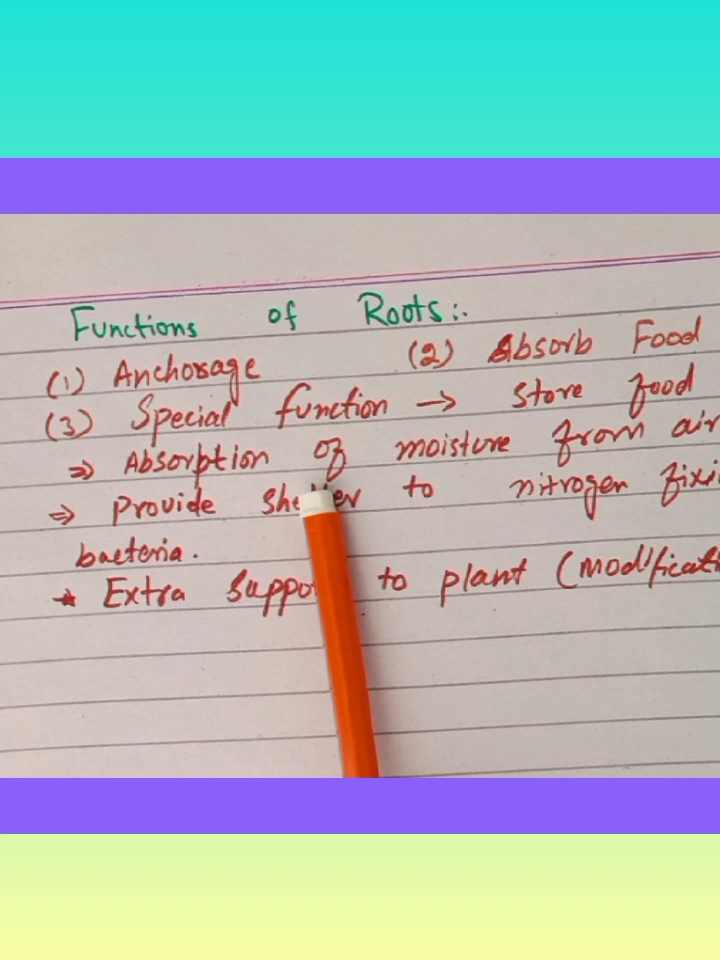 Functions of Roots:.
(1) Anchorage (2) Absorb Food
(3) Special function → store food
⇒ Absorption of moisture from air
⇒ Provide to nitrogen
bacteria.
★ Extra to plant